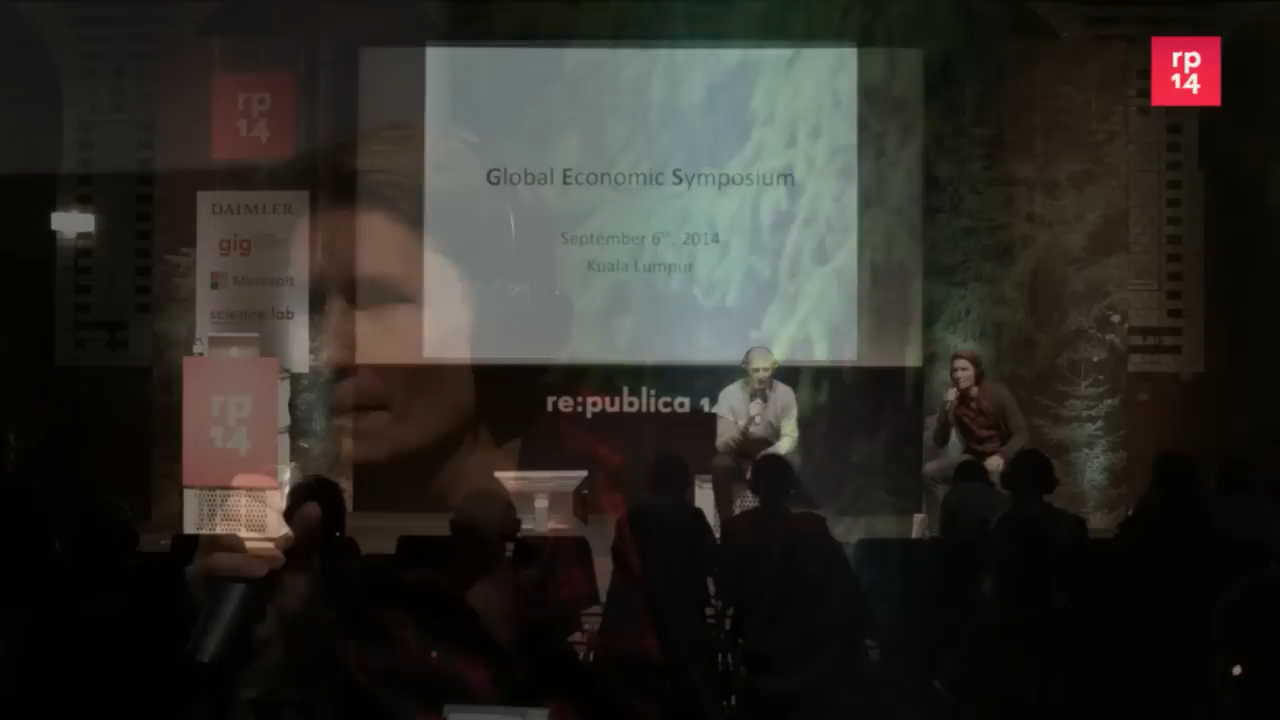 rp
14
rp
14
Global Economic Symposium
DAIMLER
gig
September 6th, 2014
Microsoft
Kuala Lumpur
science lab
re:publica
rp
14